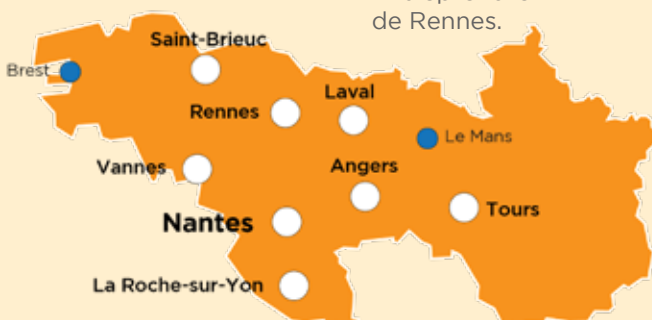 de Rennes.
Saint-Brieuc
Brest
Laval
Rennes
Le Mans
Vannes
Angers
Tours
Nantes
La Roche-sur-Yon